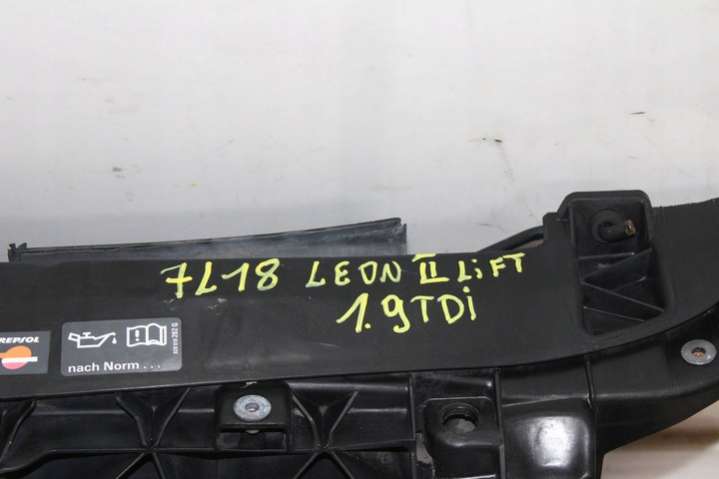 7L18 LEON II LiFT
1.9TDi
REPSOL
nach Norm . . .